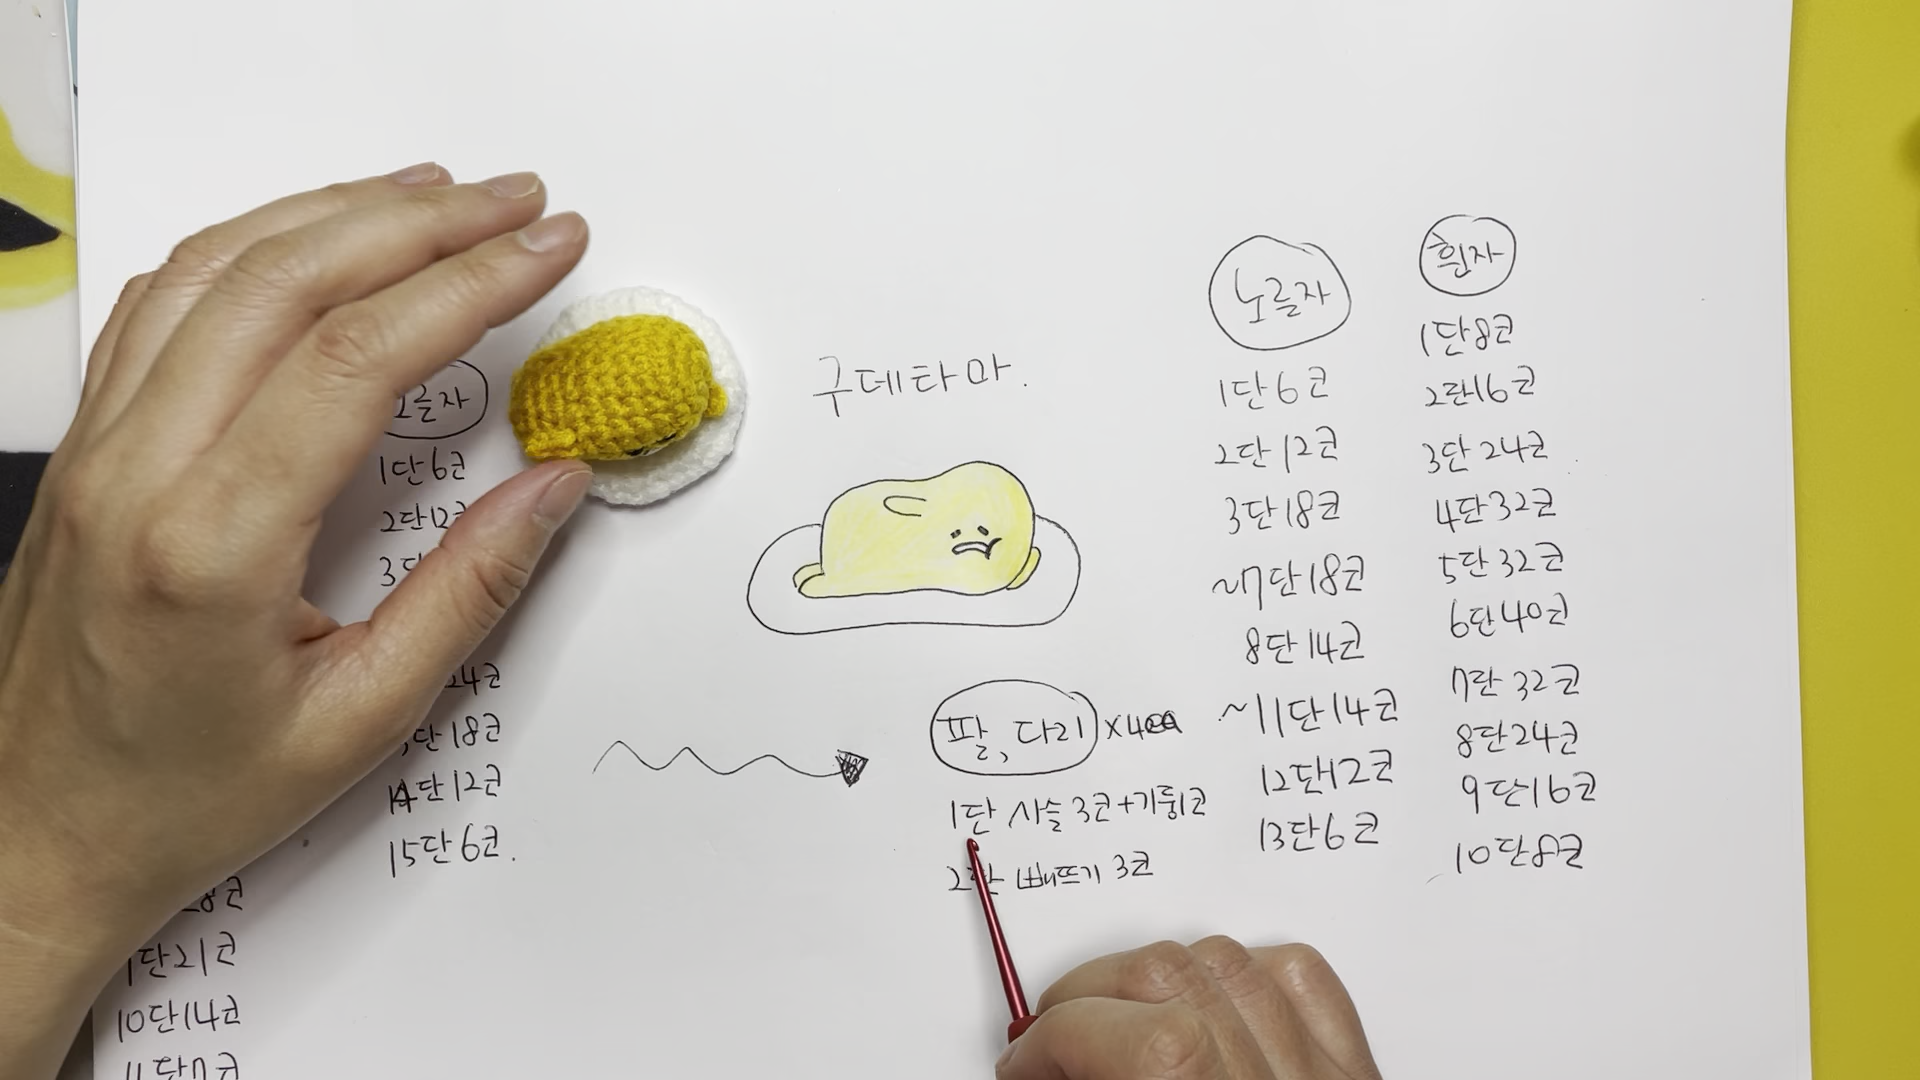 구데타마.
노른자
1단 6코
2단 12코
3단 18코
~7단 18코
8단 14코
~11단 14코
12단 12코
13단 6코
흰자
1단 8코
2단 16코
3단 24코
4단 32코
5단 32코
6단 40코
7단 32코
8단 24코
9단 16코
10단 8코
팔, 다리 x4
1단 사슬 3코+기둥1코
2단 빼뜨기 3코
1단 6코
2단 12코
24코
단 18코
14단 12코
15단 6코.
단 21코
10단 14코
11단 7코